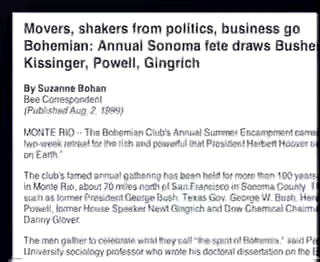 Movers, shakers from politics, business go
Bohemian: Annual Sonoma fete draws Bushe
Kissinger, Powell, Gingrich
By Suzanne Bohan
Bee Correspondent
(Published Aug. 2, 1999)
MONTE RIO -- The Bohemian Club's Annual Summer Encampment came
two-week retreat for the rich and powerful that President Herbert Hoover
on Earth."
The club's famed annual gathering has been held for more than 100 years
in Monte Rio, about 70 miles north of San Francisco in Sonoma County.
such as former President George Bush, Texas Gov. George W. Bush, Hen
Powell, former House Speaker Newt Gingrich and Dow Chemical Chairm
Danny Glover.
The men gather to celebrate what they call "the spirit of Bohemia," said
University sociology professor who wrote his doctoral dissertation on the